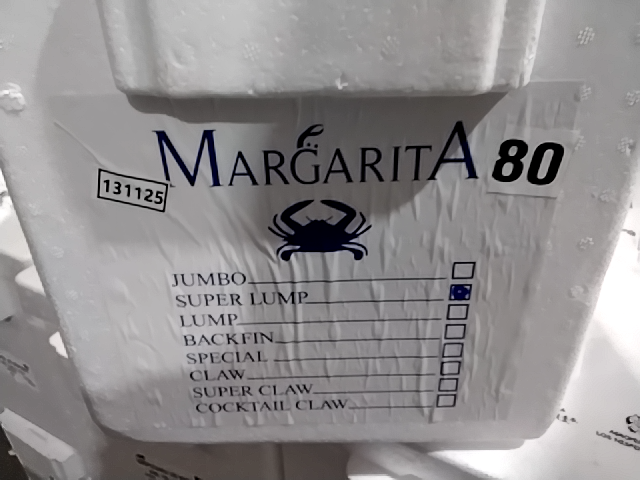 MARGARITA 80
131125
JUMBO
SUPER LUMP
LUMP
BACKFIN
SPECIAL
CLAW
SUPER CLAW
COCKTAIL CLAW